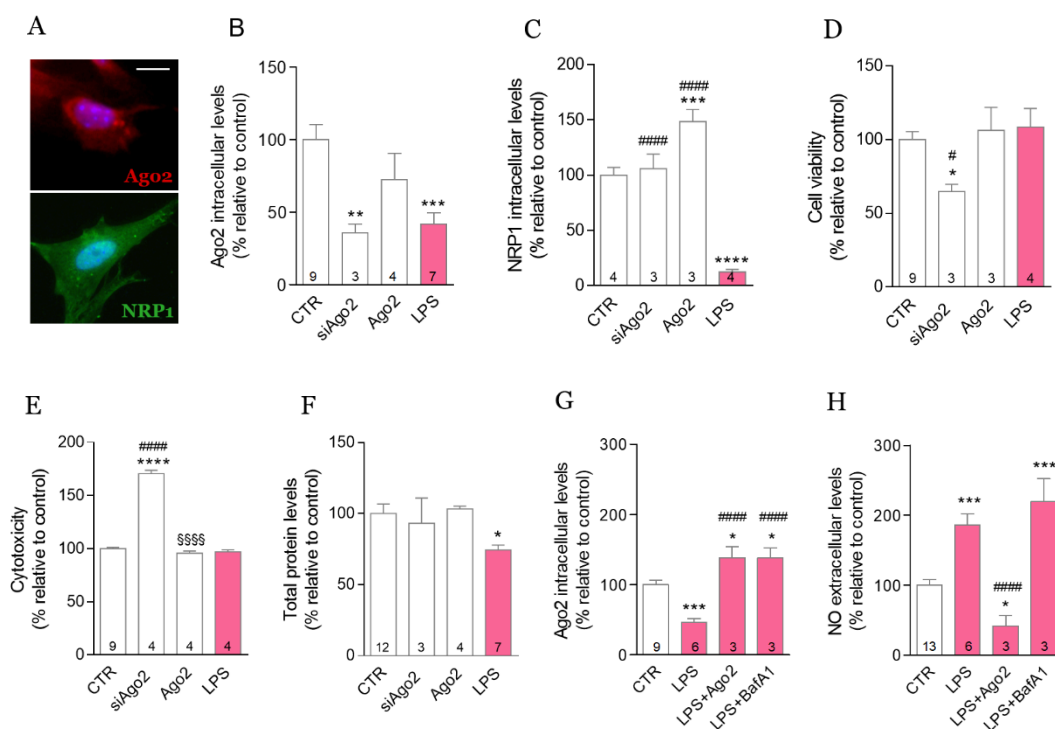 A
Ago2
NRP1
B
Ago2 intracellular levels
(% relative to control)
150
100
50
0
**
***
9
3
4
7
CTR
siAgo2
Ago2
LPS
C
NRP1 intracellular levels
(% relative to control)
200
150
100
50
0
####
####
***
****
4
3
3
4
CTR
siAgo2
Ago2
LPS
D
Cell viability
(% relative to control)
150
100
50
0
#
*
9
3
3
4
CTR
siAgo2
Ago2
LPS
E
Cytotoxicity
(% relative to control)
200
150
100
50
0
####
****
§§§§
9
4
4
4
CTR
siAgo2
Ago2
LPS
F
Total protein levels
(% relative to control)
150
100
50
0
*
12
3
4
7
CTR
siAgo2
Ago2
LPS
G
Ago2 intracellular levels
(% relative to control)
300
200
100
0
***
####
*
####
*
9
6
3
3
CTR
LPS
LPS+Ago2
LPS+BafA1
H
NO extracellular levels
(% relative to control)
300
200
100
0
***
####
*
***
13
6
3
3
CTR
LPS
LPS+Ago2
LPS+BafA1